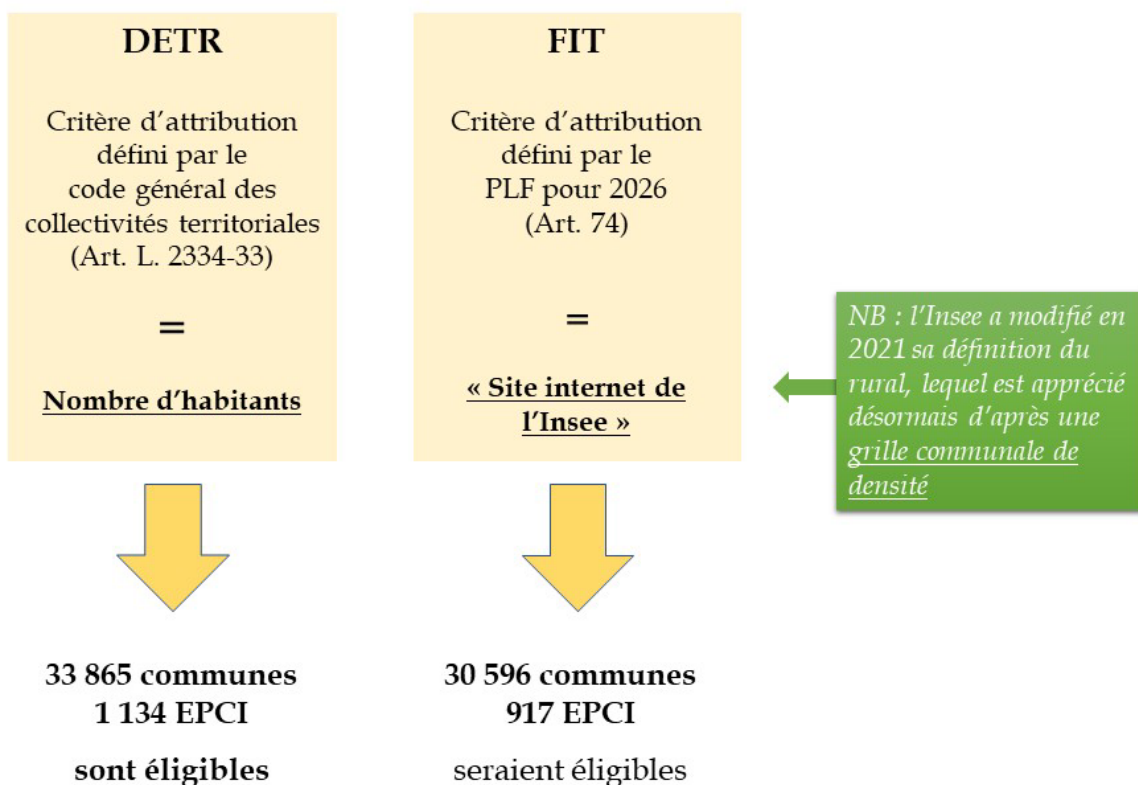 DETR
Critère d’attribution
défini par le
code général des
collectivités territoriales
(Art. L. 2334-33)
=
Nombre d’habitants
33 865 communes
1 134 EPCI
sont éligibles
FIT
Critère d’attribution
défini par le
PLF pour 2026
(Art. 74)
=
« Site internet de
l’Insee »
30 596 communes
917 EPCI
seraient éligibles
NB : l’Insee a modifié en
2021 sa définition du
rural, lequel est apprécié
désormais d’après une
grille communale de
densité